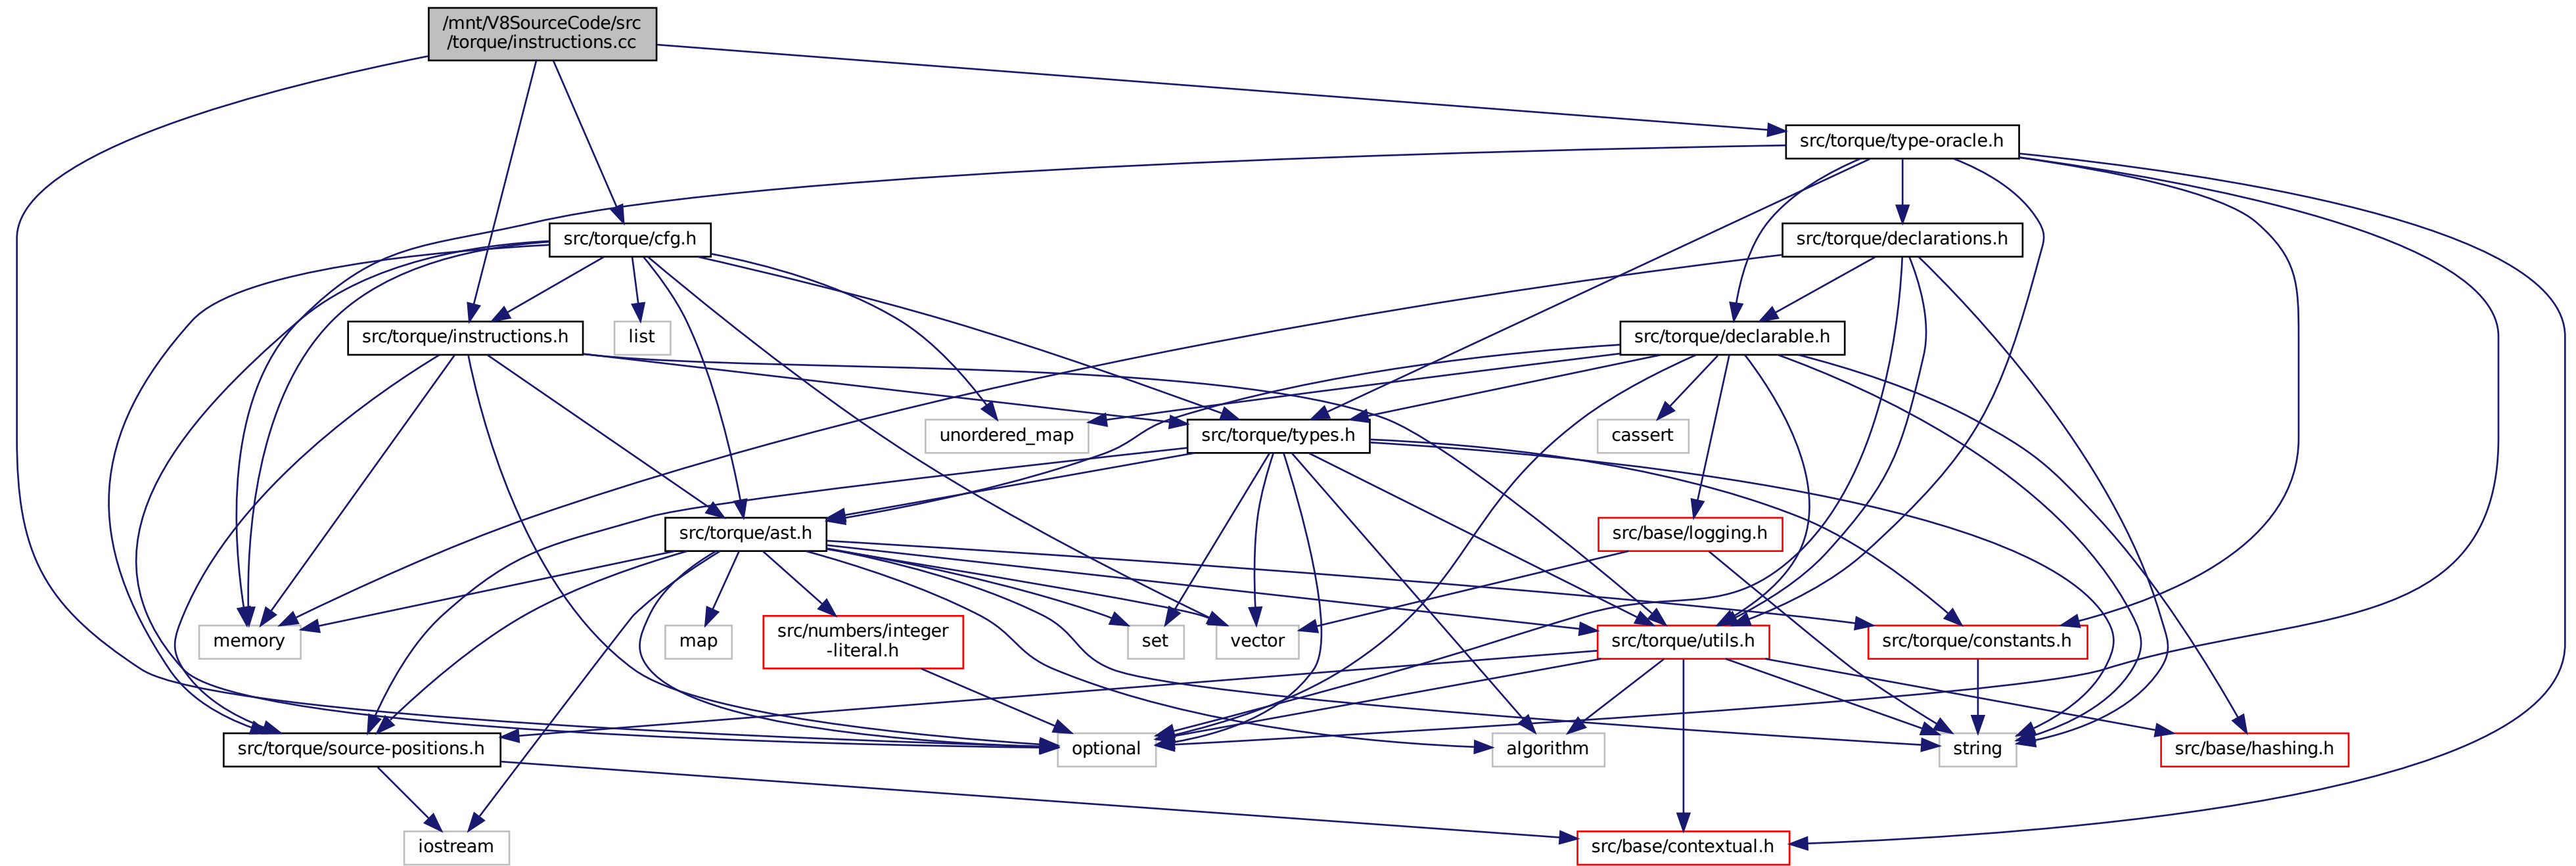 /mnt/V8SourceCode/src
/torque/instructions.cc
src/torque/type-oracle.h
src/torque/cfg.h
src/torque/declarations.h
src/torque/instructions.h
list
src/torque/declarable.h
unordered_map
src/torque/types.h
cassert
src/torque/ast.h
src/base/logging.h
memory
map
src/numbers/integer
-literal.h
set
vector
src/torque/utils.h
src/torque/constants.h
src/torque/source-positions.h
optional
algorithm
string
src/base/hashing.h
iostream
src/base/contextual.h